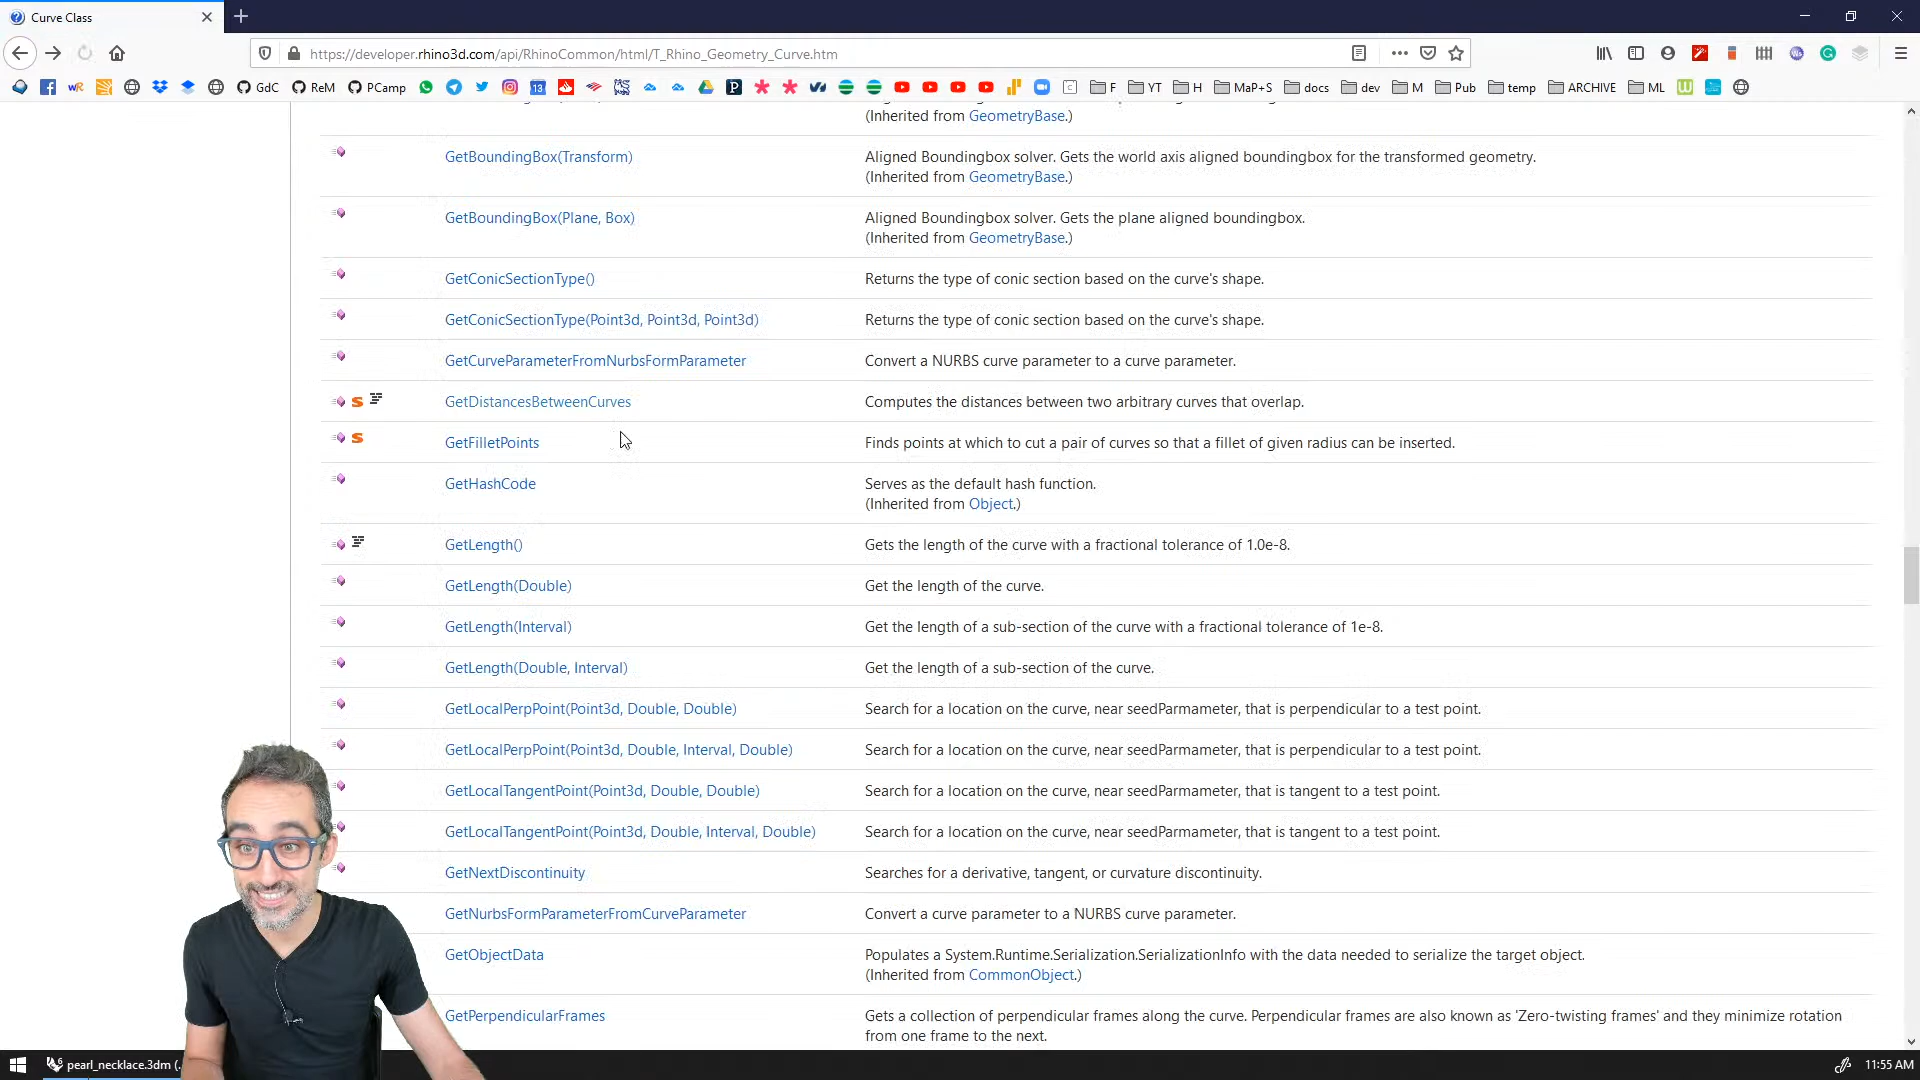 Curve Class
https://developer.rhino3d.com/api/RhinoCommon/html/T_Rhino_Geometry_Curve.htm
GdC ReM PCamp 13 F YT H MaP+S docs dev M Pub temp ARCHIVE ML
(Inherited from GeometryBase.)
GetBoundingBox(Transform) Aligned Boundingbox solver. Gets the world axis aligned boundingbox for the transformed geometry.
(Inherited from GeometryBase.)
GetBoundingBox(Plane, Box) Aligned Boundingbox solver. Gets the plane aligned boundingbox.
(Inherited from GeometryBase.)
GetConicSectionType() Returns the type of conic section based on the curve's shape.
GetConicSectionType(Point3d, Point3d, Point3d) Returns the type of conic section based on the curve's shape.
GetCurveParameterFromNurbsFormParameter Convert a NURBS curve parameter to a curve parameter.
GetDistancesBetweenCurves Computes the distances between two arbitrary curves that overlap.
GetFilletPoints Finds points at which to cut a pair of curves so that a fillet of given radius can be inserted.
GetHashCode Serves as the default hash function.
(Inherited from Object.)
GetLength() Gets the length of the curve with a fractional tolerance of 1.0e-8.
GetLength(Double) Get the length of the curve.
GetLength(Interval) Get the length of a sub-section of the curve with a fractional tolerance of 1e-8.
GetLength(Double, Interval) Get the length of a sub-section of the curve.
GetLocalPerpPoint(Point3d, Double, Double) Search for a location on the curve, near seedParmameter, that is perpendicular to a test point.
GetLocalPerpPoint(Point3d, Double, Interval, Double) Search for a location on the curve, near seedParmameter, that is perpendicular to a test point.
GetLocalTangentPoint(Point3d, Double, Double) Search for a location on the curve, near seedParmameter, that is tangent to a test point.
GetLocalTangentPoint(Point3d, Double, Interval, Double) Search for a location on the curve, near seedParmameter, that is tangent to a test point.
GetNextDiscontinuity Searches for a derivative, tangent, or curvature discontinuity.
GetNurbsFormParameterFromCurveParameter Convert a curve parameter to a NURBS curve parameter.
GetObjectData Populates a System.Runtime.Serialization.SerializationInfo with the data needed to serialize the target object.
(Inherited from CommonObject.)
GetPerpendicularFrames Gets a collection of perpendicular frames along the curve. Perpendicular frames are also known as 'Zero-twisting frames' and they minimize rotation
from one frame to the next.
pearl_necklace.3dm (. 11:55 AM